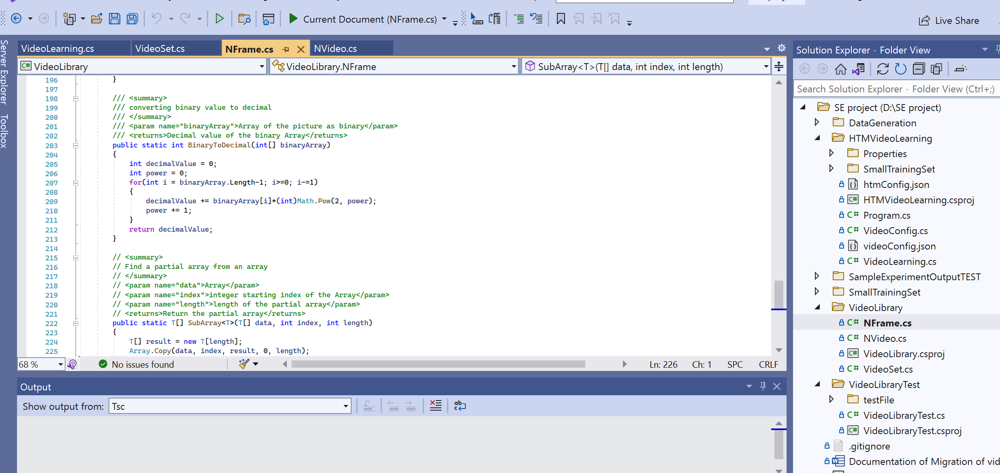 Current Document (NFrame.cs)
Live Share
Server Explorer
Toolbox
VideoLearning.cs
VideoSet.cs
NFrame.cs
NVideo.cs
VideoLibrary
VideoLibrary.NFrame
SubArray<T>(T[] data, int index, int length)
196 }
197
198 /// <summary>
199 /// converting binary value to decimal
200 /// </summary>
201 /// <param name="binaryArray">Array of the picture as binary</param>
202 /// <returns>Decimal value of the binary Array</returns>
203 public static int BinaryToDecimal(int[] binaryArray)
204 {
205 int decimalValue = 0;
206 int power = 0;
207 for(int i = binaryArray.Length-1; i>=0; i-=1)
208 {
209 decimalValue += binaryArray[i]*(int)Math.Pow(2, power);
210 power += 1;
211 }
212 return decimalValue;
213 }
214
215 // <summary>
216 // Find a partial array from an array
217 // </summary>
218 // <param name="data">Array</param>
219 // <param name="index">integer starting index of the Array</param>
220 // <param name="length">length of the partial array</param>
221 // <returns>Return the partial array</returns>
222 public static T[] SubArray<T>(T[] data, int index, int length)
223 {
224 T[] result = new T[length];
225 Array.Copy(data, index, result, 0, length);
68 %
No issues found
Ln: 226
Ch: 1
SPC
CRLF
Output
Show output from: Tsc
Solution Explorer - Folder View
Search Solution Explorer - Folder View (Ctrl+;)
SE project (D:\SE project)
DataGeneration
HTMVideoLearning
Properties
SmallTrainingSet
htmConfig.json
HTMVideoLearning.csproj
Program.cs
VideoConfig.cs
videoConfig.json
VideoLearning.cs
SampleExperimentOutputTEST
SmallTrainingSet
VideoLibrary
NFrame.cs
NVideo.cs
VideoLibrary.csproj
VideoSet.cs
VideoLibraryTest
testFile
VideoLibraryTest.cs
VideoLibraryTest.csproj
.gitignore
Documentation of Migration of vid